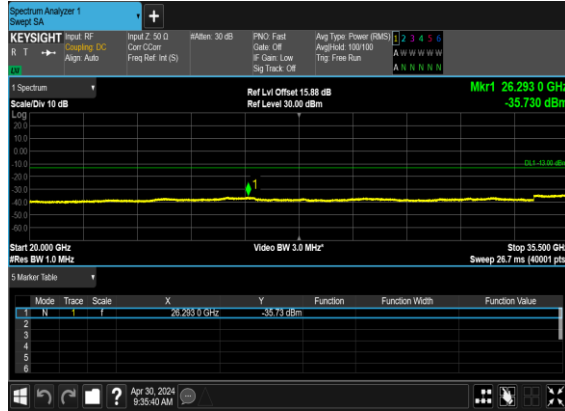 Spectrum Analyzer 1
Swept SA
+
KEYSIGHT Input: RF Input Z: 50 Ω #Atten: 30 dB PNO: Fast Avg Type: Power (RMS) 1 2 3 4 5 6
R T Coupling: DC Corr CCorr Gate: Off Avg|Hold: 100/100 A W W W W W
Align: Auto Freq Ref: Int (S) IF Gain: Low Trig: Free Run
LV Sig Track: Off A N N N N N
1 Spectrum Ref Lvl Offset 15.88 dB Mkr1 26.293 0 GHz
Scale/Div 10 dB Ref Level 30.00 dBm -35.730 dBm
Log
20.0
10.0
0.00
-10.0
DL1 -13.00 dBm
-20.0
-30.0
1
-40.0
-50.0
-60.0
Start 20.000 GHz Video BW 3.0 MHz* Stop 35.500 GHz
#Res BW 1.0 MHz Sweep 26.7 ms (40001 pts
5 Marker Table
Mode Trace Scale X Y Function Function Width Function Value
1 N 1 f 26.293 0 GHz -35.73 dBm
2
3
4
5
6
? Apr 30, 2024
9:35:40 AM